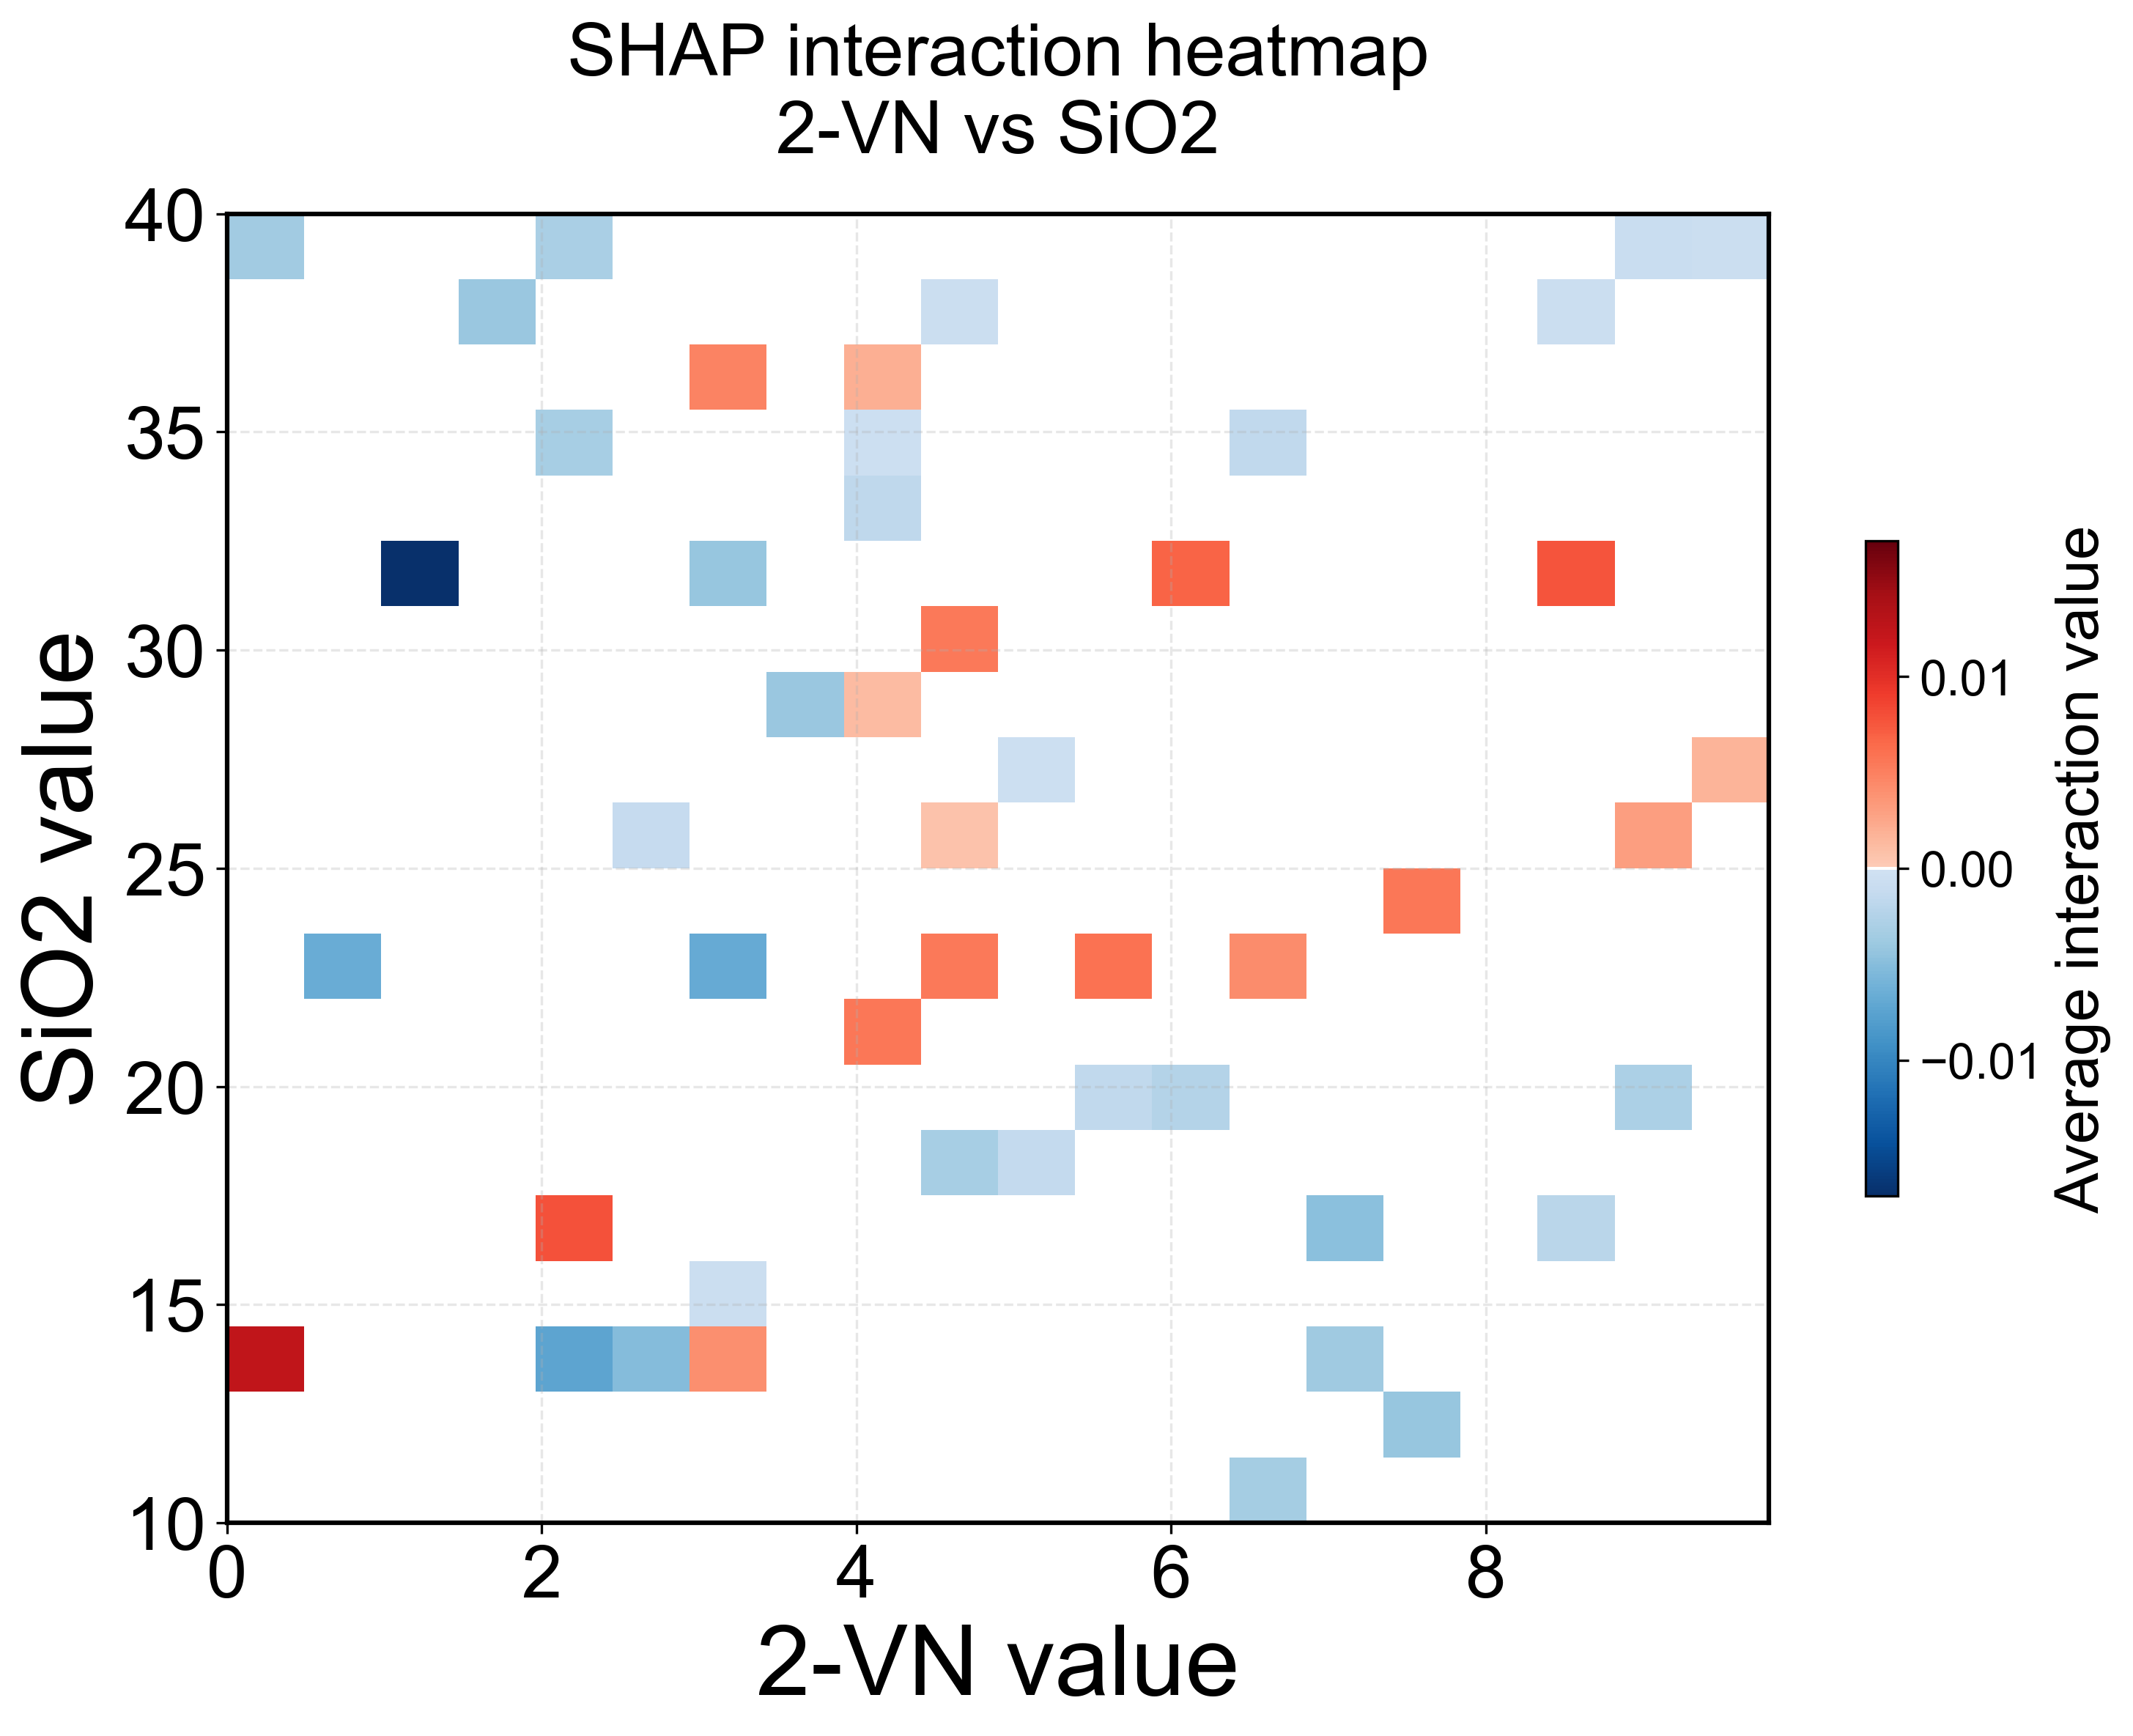 SHAP interaction heatmap
2-VN vs SiO2
40
35
30
25
20
15
10
SiO2 value
0 2 4 6 8
2-VN value
0.01
0.00
−0.01
Average interaction value